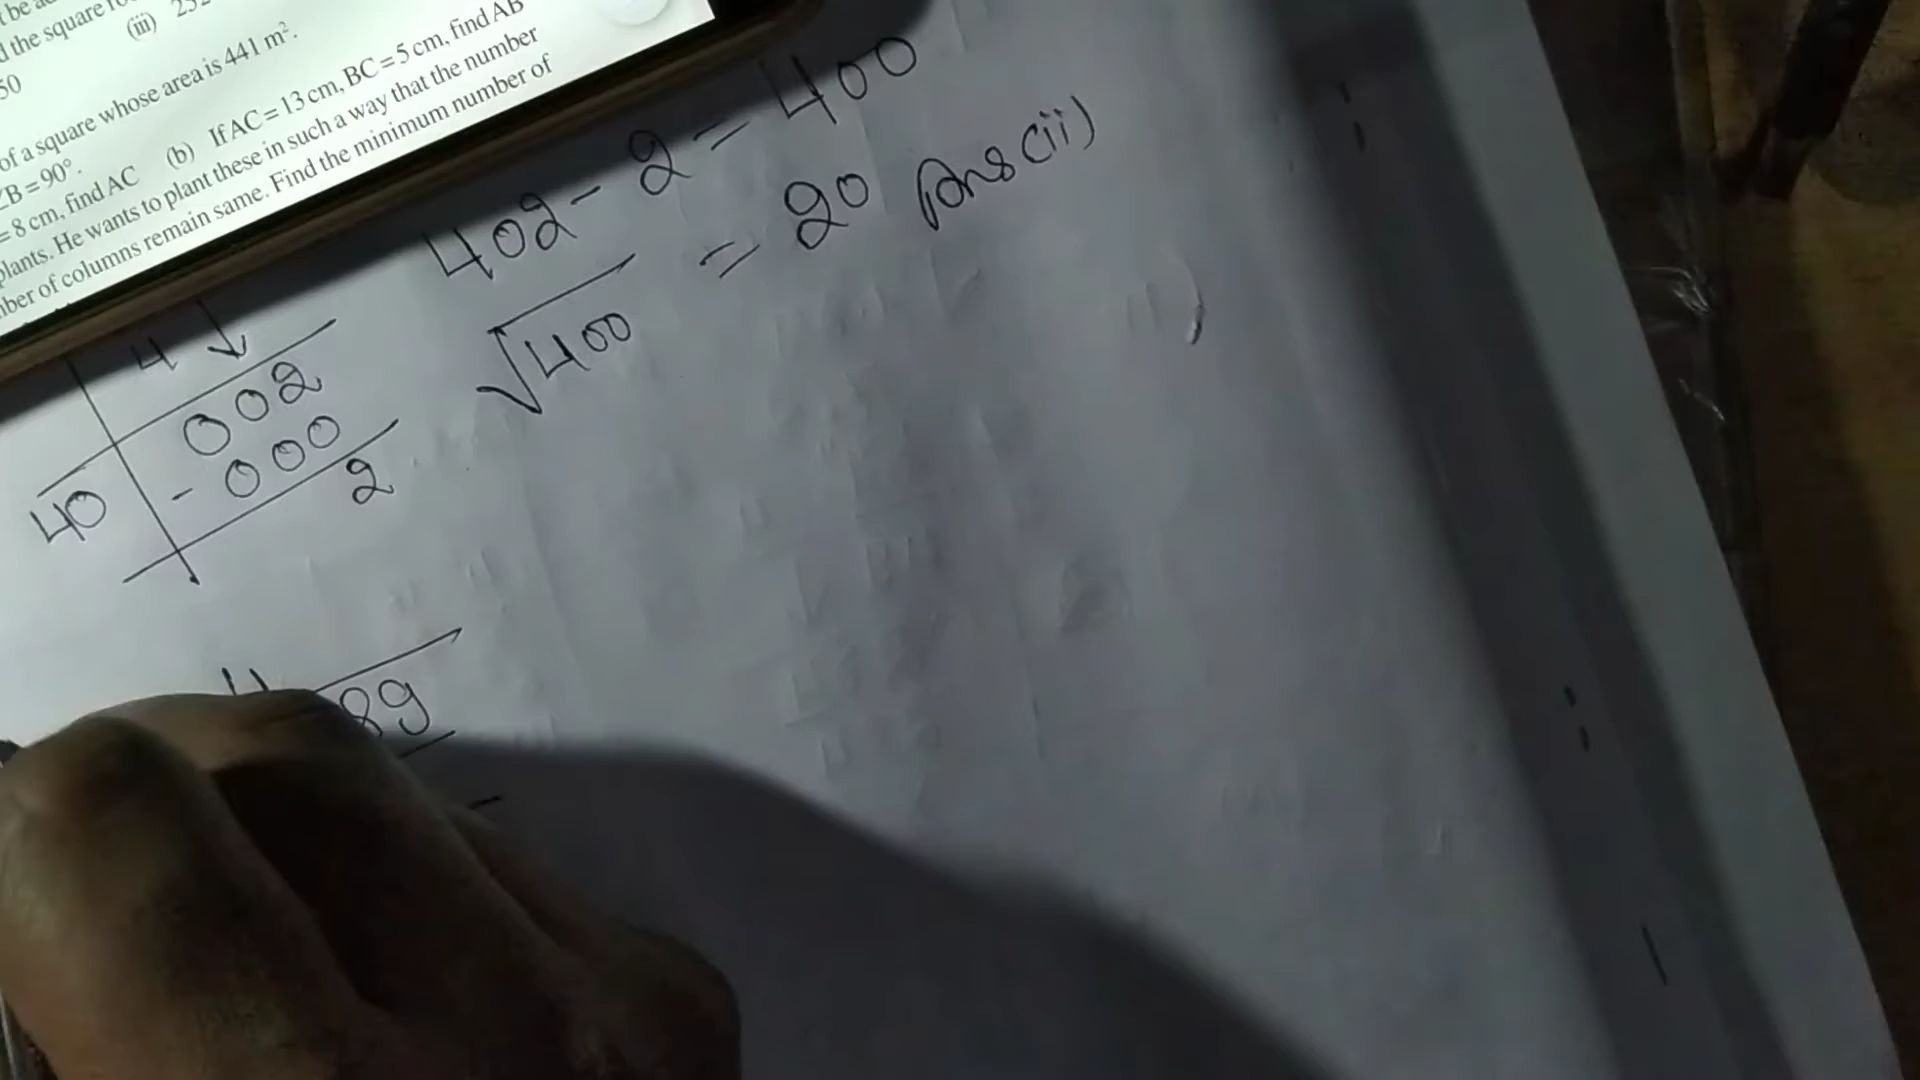 d the square
(iii) 252
50
of a square whose area is 441 m².
∠B = 90°.
= 8 cm, find AC (b) If AC = 13 cm, BC = 5 cm, find AB
plants. He wants to plant these in such a way that the number
of columns remain same. Find the minimum number of
402 - 2 = 400
√400 = 20 Ans (ii)
4 ↓
002
40 - 000
2
4
89